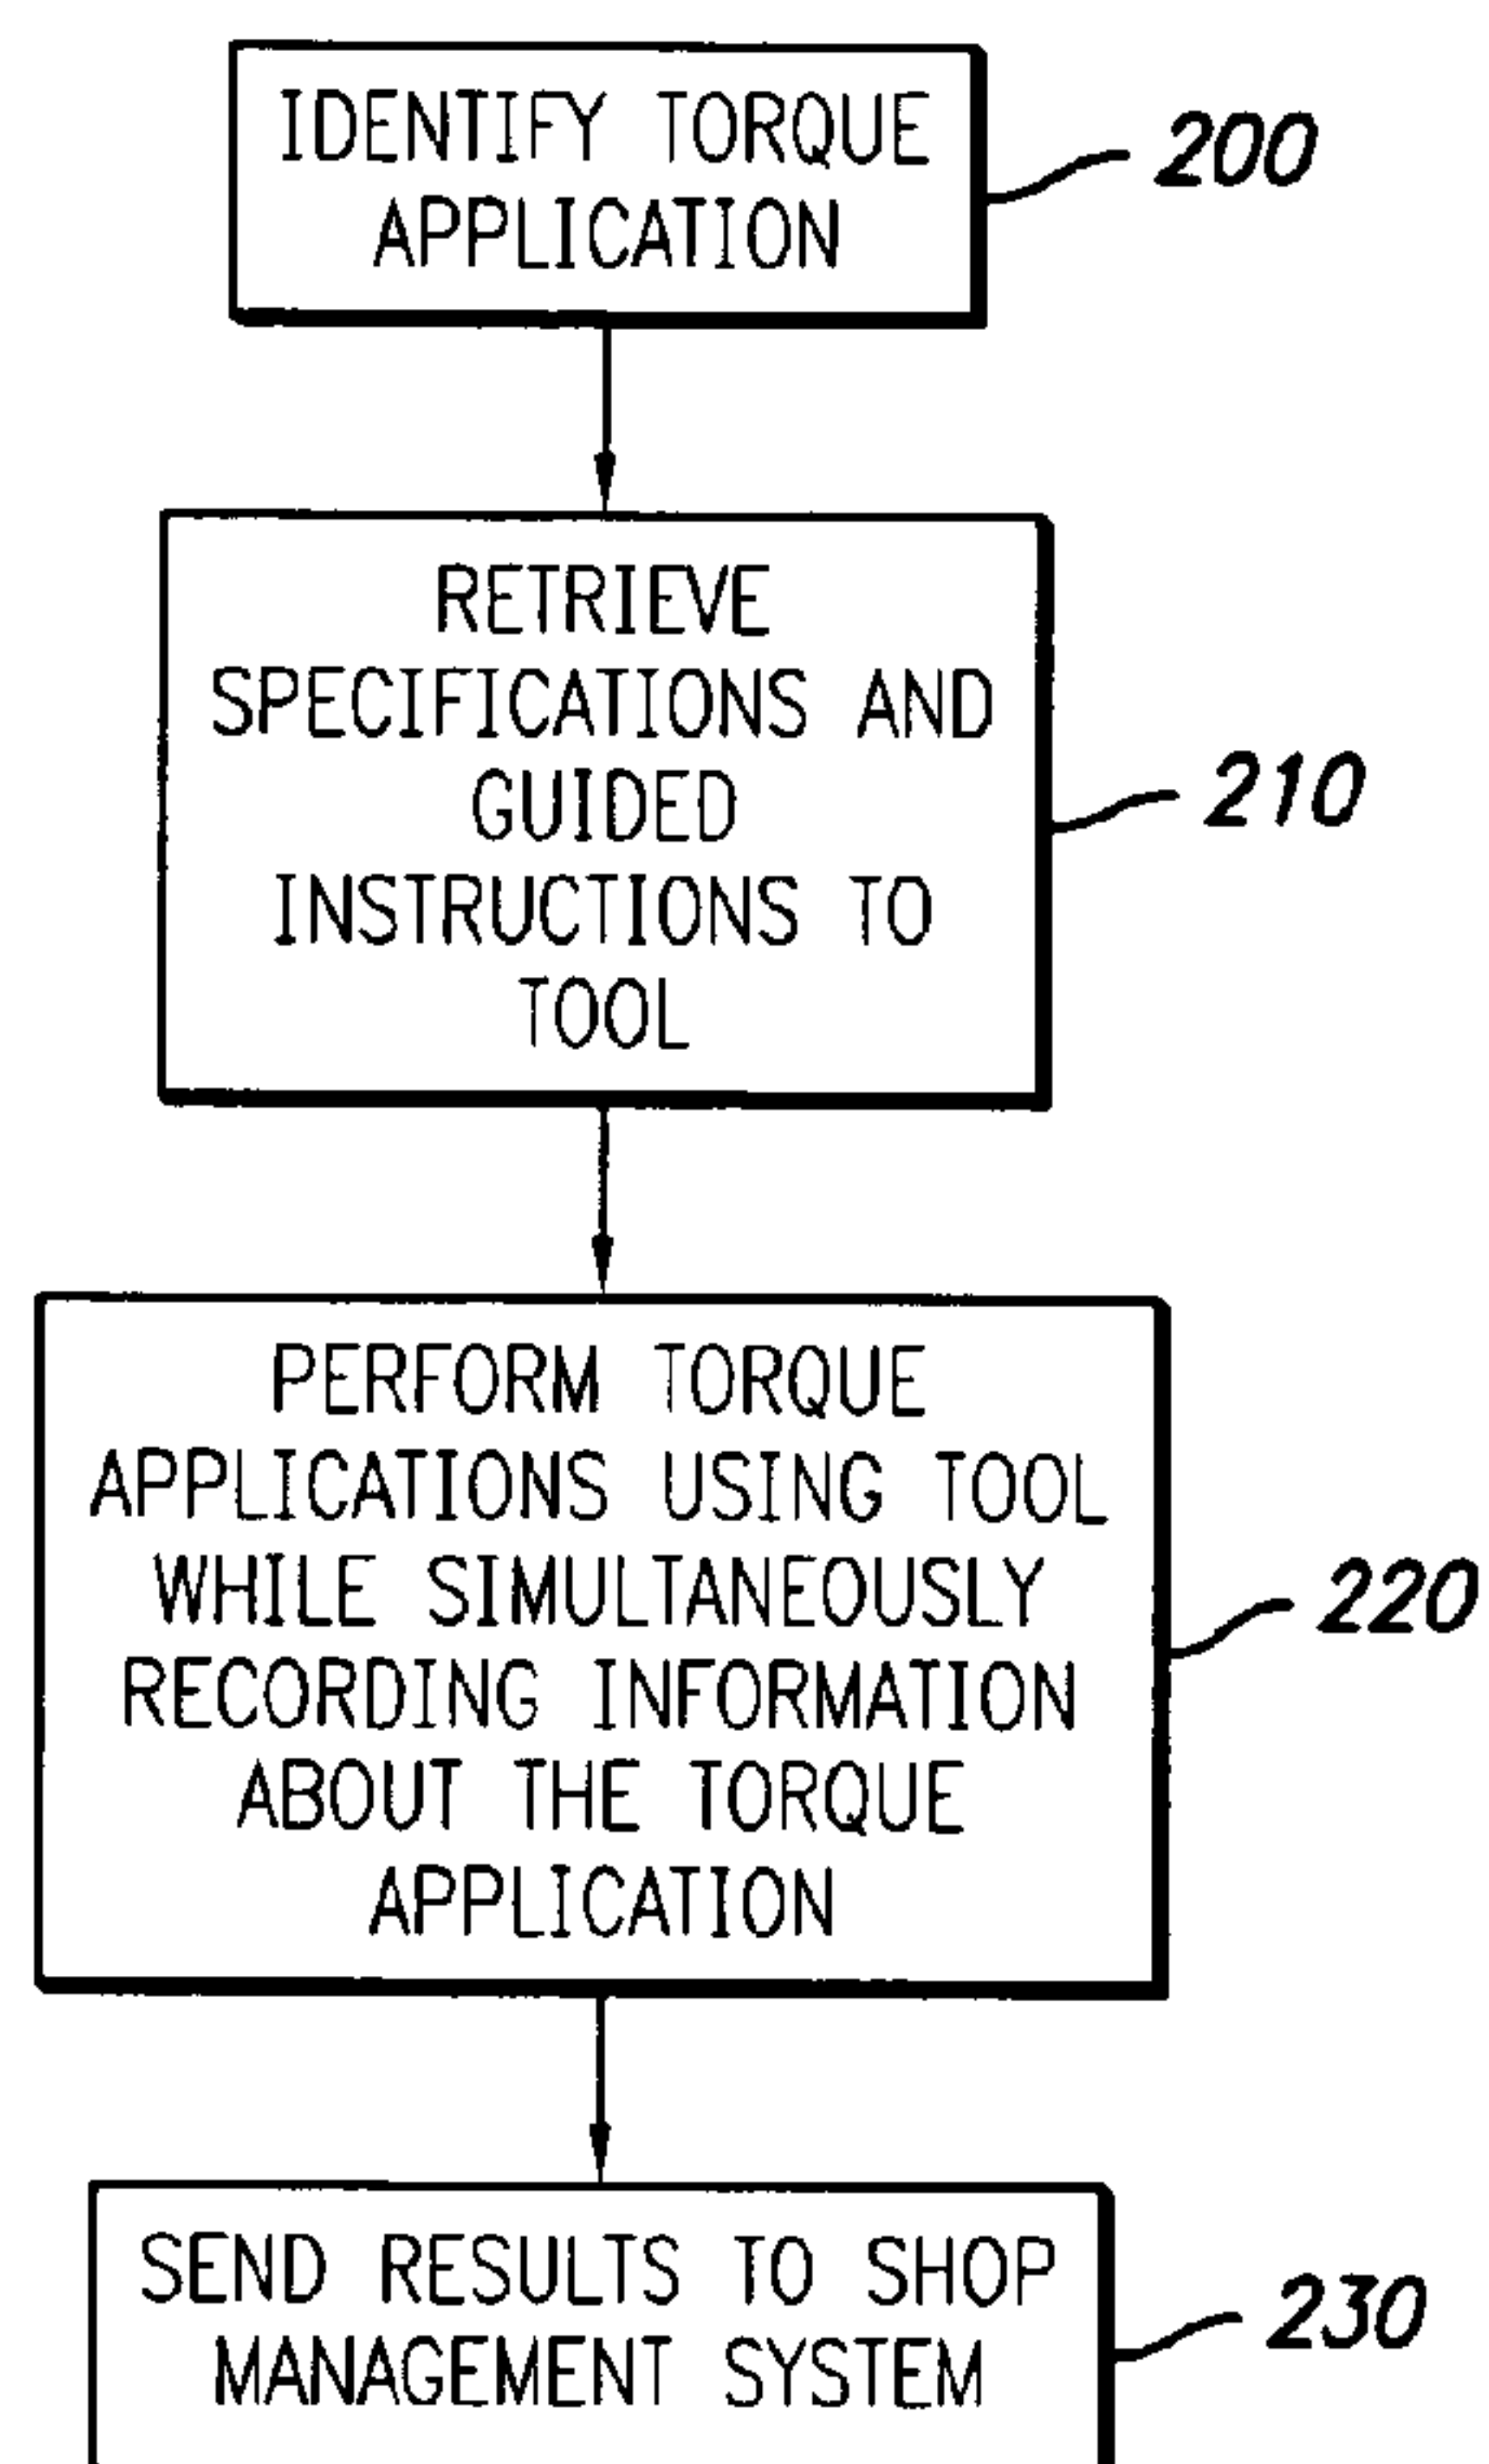 IDENTIFY TORQUE
APPLICATION
200
RETRIEVE
SPECIFICATIONS AND
GUIDED
INSTRUCTIONS TO
TOOL
210
PERFORM TORQUE
APPLICATIONS USING TOOL
WHILE SIMULTANEOUSLY
RECORDING INFORMATION
ABOUT THE TORQUE
APPLICATION
220
SEND RESULTS TO SHOP
MANAGEMENT SYSTEM
230